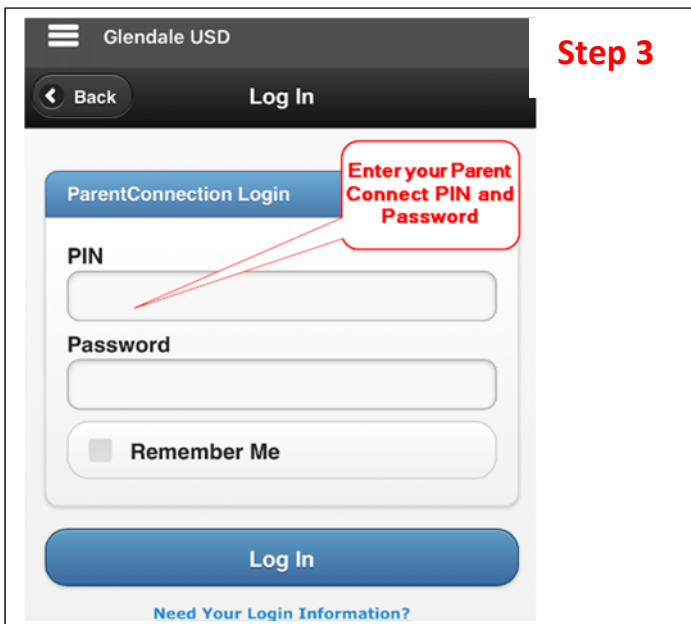 Glendale USD
Step 3
Back
Log In
ParentConnection Login
Enter your Parent
Connect PIN and
Password
PIN
Password
Remember Me
Log In
Need Your Login Information?